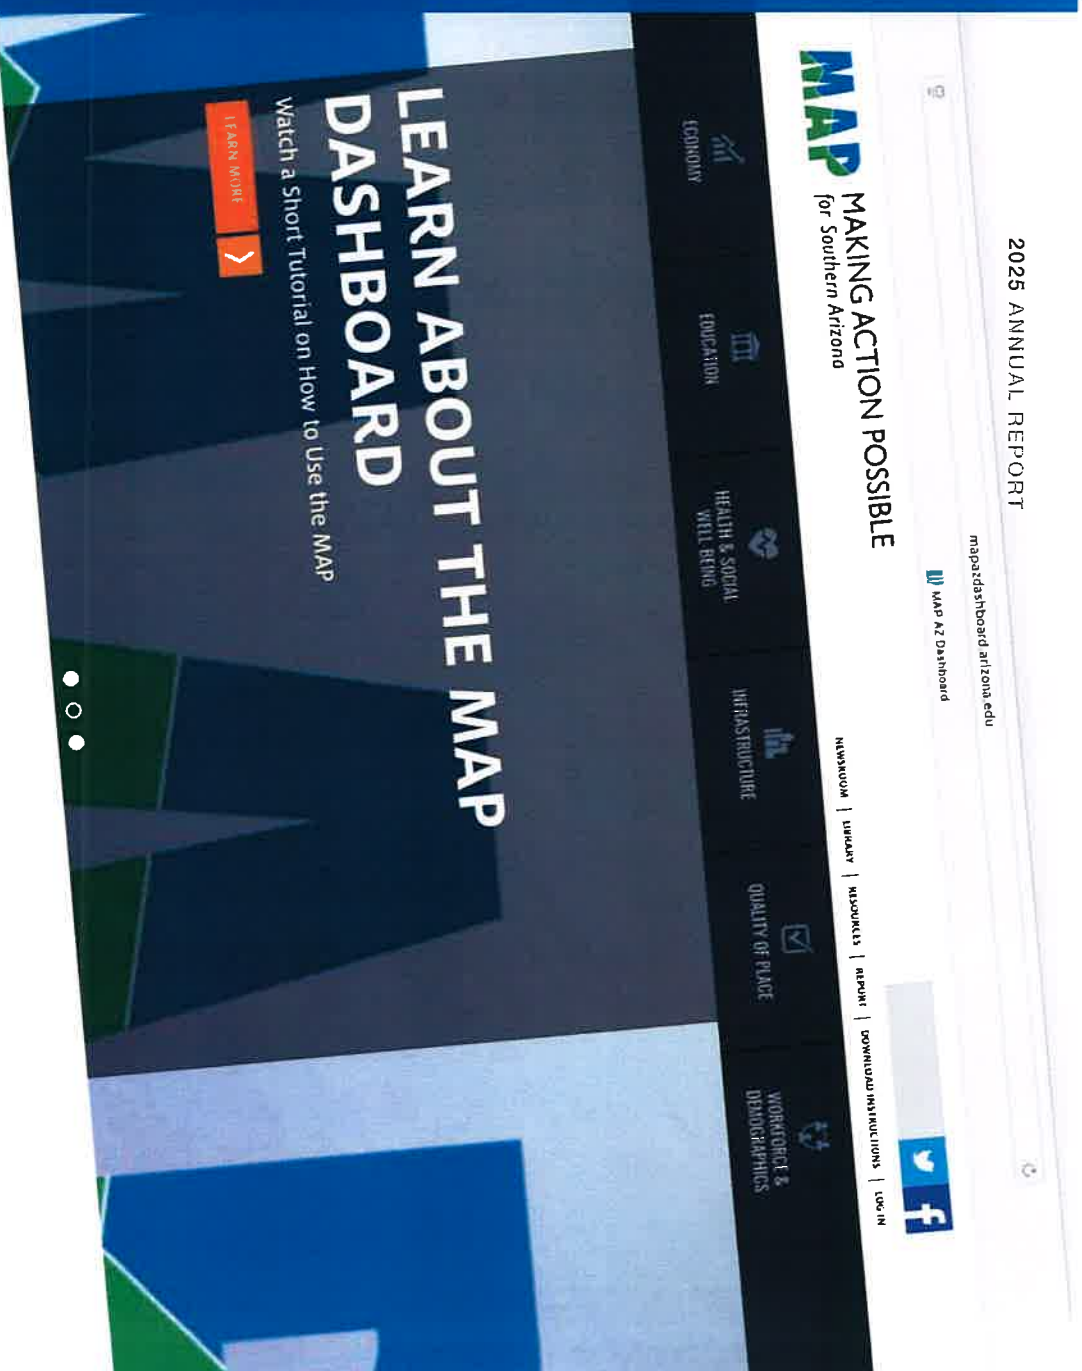 2025 ANNUAL REPORT
mapazdashboard.arizona.edu
MAP AZ Dashboard
MAP
MAKING ACTION POSSIBLE
for Southern Arizona
NEWSROOM | LIBRARY | RESOURCES | REPORT | DOWNLOAD INSTRUCTIONS | LOG IN
ECONOMY
EDUCATION
HEALTH & SOCIAL
WELL BEING
INFRASTRUCTURE
QUALITY OF PLACE
WORKFORCE &
DEMOGRAPHICS
LEARN ABOUT THE MAP
DASHBOARD
Watch a Short Tutorial on How to Use the MAP
LEARN MORE